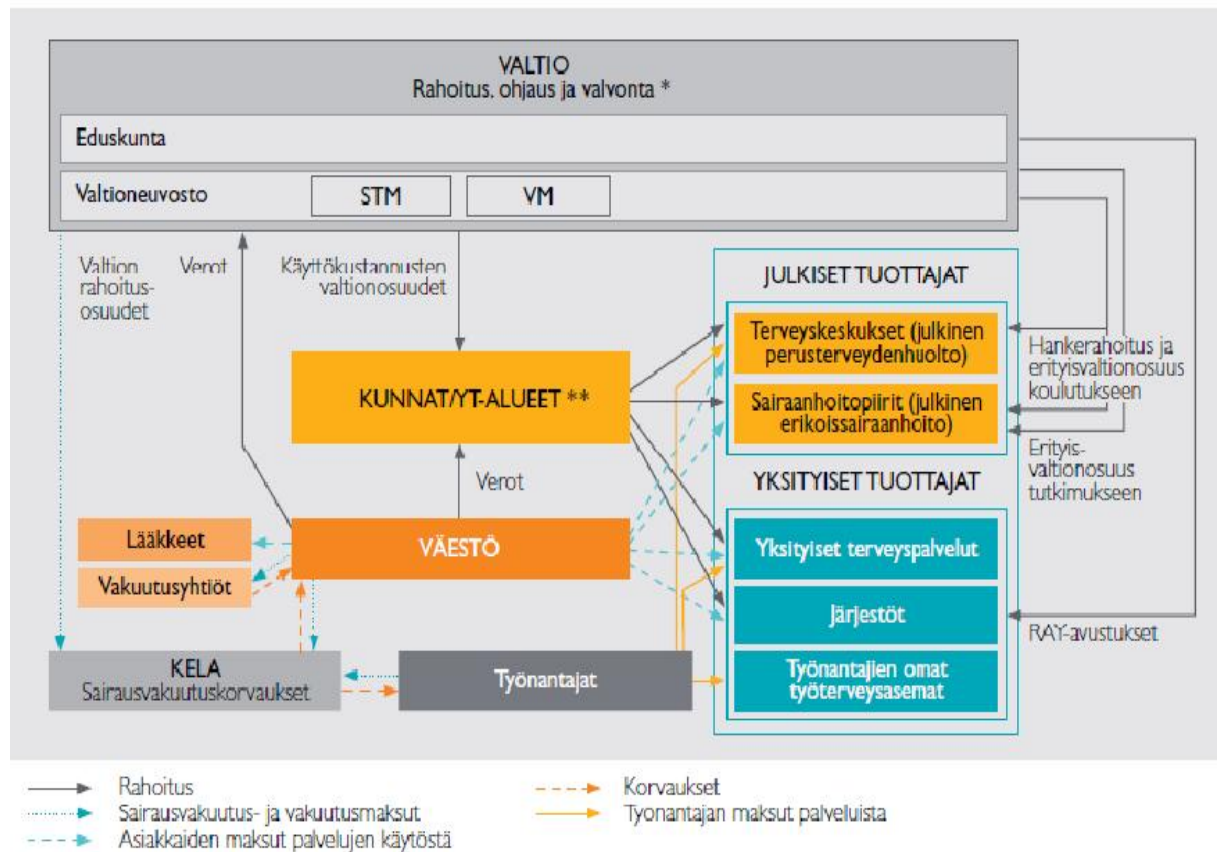 VALTIO
Rahoitus, ohjaus ja valvonta *
Eduskunta
Valtioneuvosto
STM
VM
Valtion
rahoitus-
osuudet
Verot
Käyttökustannusten
valtionosuudet
JULKISET TUOTTAJAT
Terveyskeskukset (julkinen
perusterveydenhuolto)
Hankerahoitus ja
erityisvaltionosuus
koulutukseen
KUNNAT/YT-ALUEET **
Sairaanhoitopiirit (julkinen
erikoissairaanhoito)
Erityis-
valtionosuus
tutkimukseen
Verot
YKSITYISET TUOTTAJAT
Lääkkeet
VÄESTÖ
Yksityiset terveyspalvelut
Vakuutusyhtiöt
Järjestöt
RAY-avustukset
KELA
Sairausvakuutuskorvaukset
Työnantajat
Työnantajien omat
työterveysasemat
Rahoitus
Sairausvakuutus- ja vakuutusmaksut
Asiakkaiden maksut palvelujen käytöstä
Korvaukset
Tyonantajan maksut palveluista